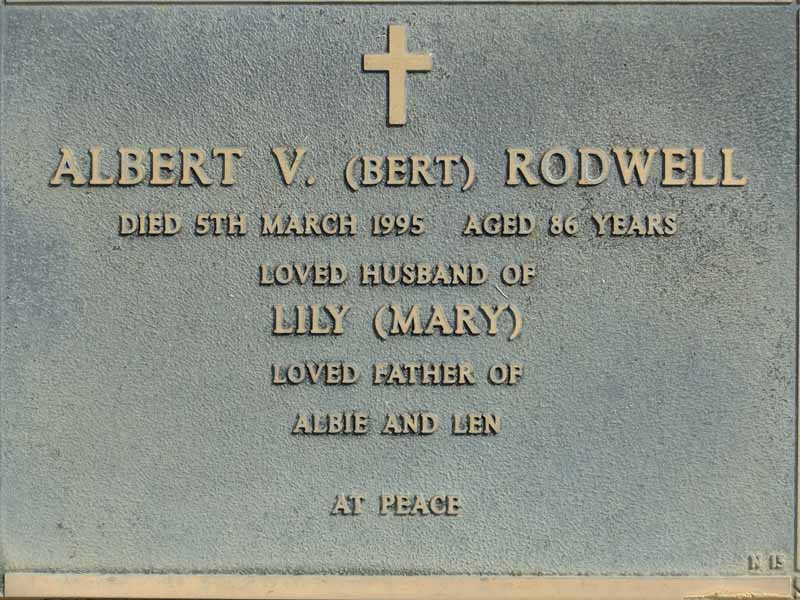 ALBERT V. (BERT) RODWELL
DIED 5TH MARCH 1995 AGED 86 YEARS
LOVED HUSBAND OF
LILY (MARY)
LOVED FATHER OF
ALBIE AND LEN
AT PEACE
N 15